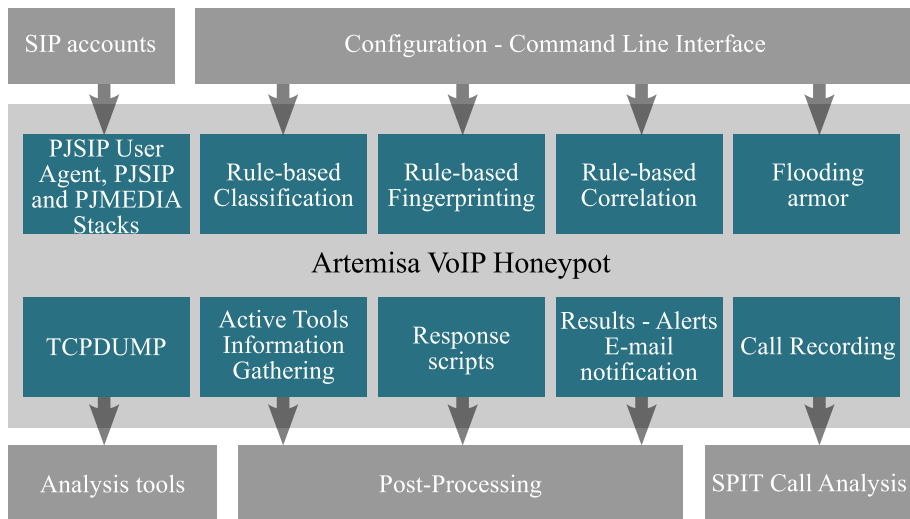 SIP accounts
Configuration - Command Line Interface
PJSIP User
Agent, PJSIP
and PJMEDIA
Stacks
Rule-based
Classification
Rule-based
Fingerprinting
Rule-based
Correlation
Flooding
armor
Artemisa VoIP Honeypot
TCPDUMP
Active Tools
Information
Gathering
Response
scripts
Results - Alerts
E-mail
notification
Call Recording
Analysis tools
Post-Processing
SPIT Call Analysis